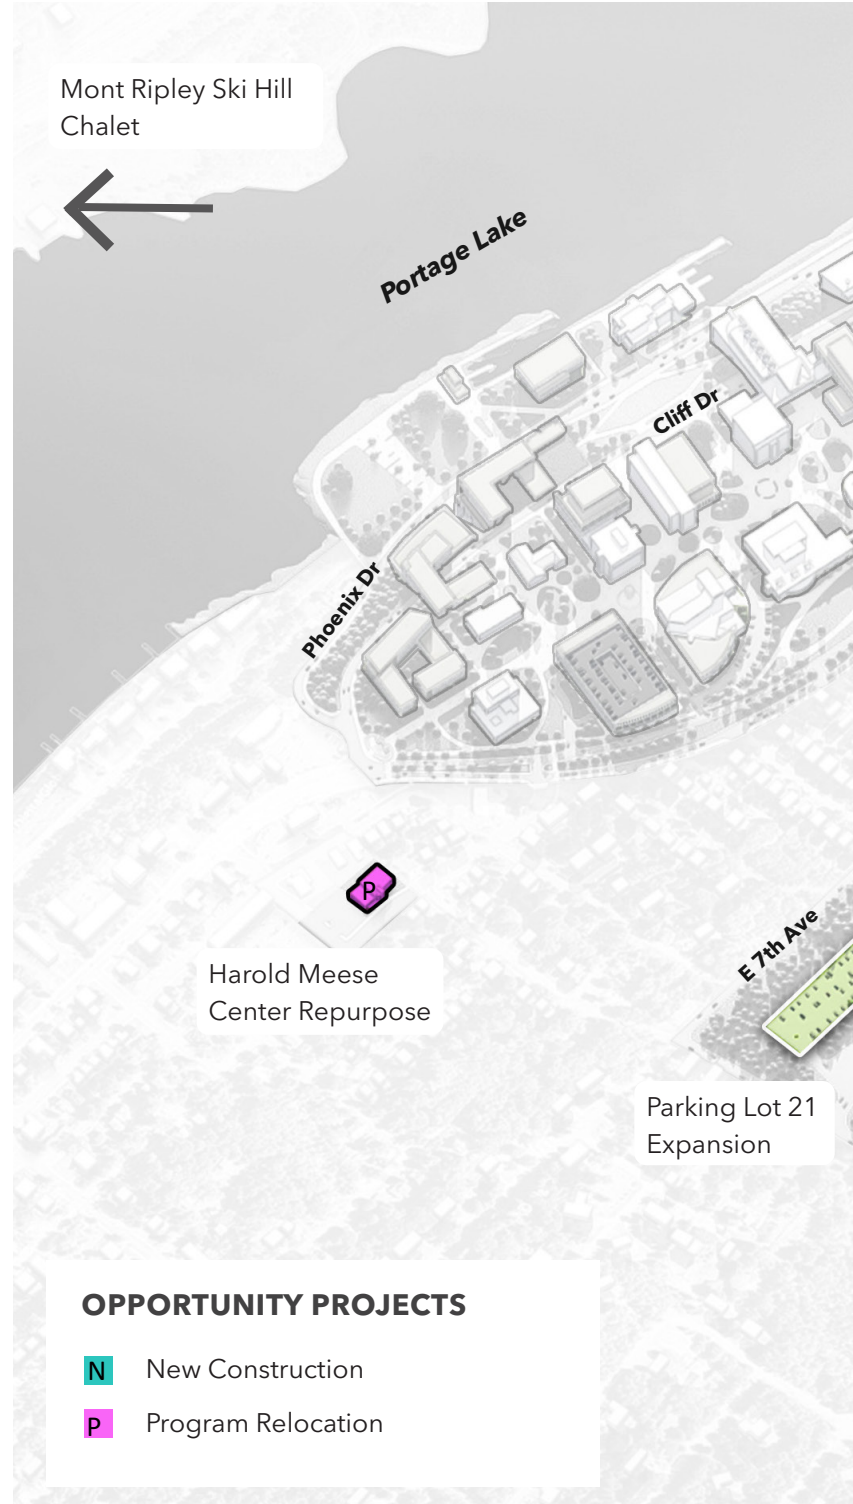 Mont Ripley Ski Hill
Chalet
Portage Lake
Cliff Dr
Phoenix Dr
P
Harold Meese
Center Repurpose
E 7th Ave
Parking Lot 21
Expansion
OPPORTUNITY PROJECTS
N New Construction
P Program Relocation